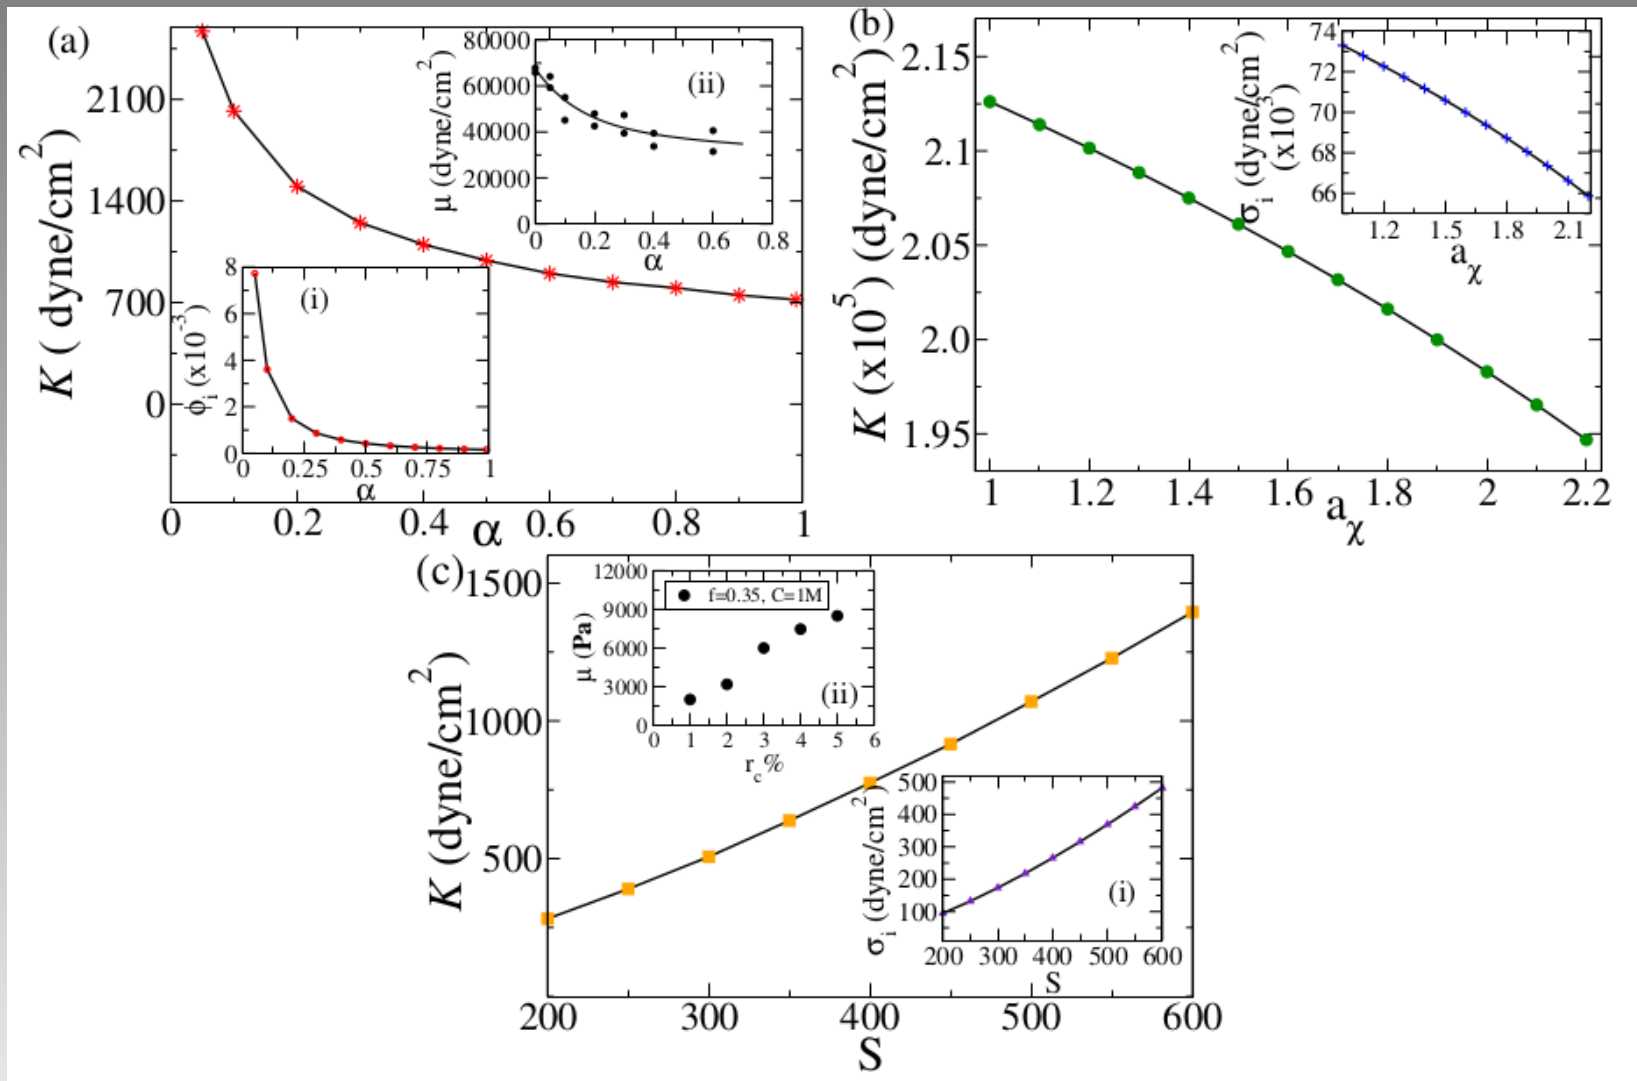 (a)
K ( dyne/cm²)
2100
1400
700
0
0 0.2 0.4 0.6 0.8 1
α
μ (dyne/cm²)
80000
60000
40000
20000
0
(ii)
0 0.2 0.4 0.6 0.8
α
ϕᵢ (x10⁻³)
8
6
4
2
0
(i)
0 0.25 0.5 0.75 1
α
(b)
K (x10⁵) (dyne/cm²)
2.15
2.1
2.05
2.0
1.95
1 1.2 1.4 1.6 1.8 2 2.2
aᵪ
σᵢ (dyne/cm²)
(x10³)
74
72
70
68
66
1.2 1.5 1.8 2.1
aᵪ
(c)
K (dyne/cm²)
1500
1000
500
200 300 400 500 600
S
μ (Pa)
12000
9000
6000
3000
0
f=0.35, C=1M
(ii)
0 1 2 3 4 5 6
r_c%
σᵢ (dyne/cm²)
500
400
300
200
100
(i)
200 300 400 500 600
S